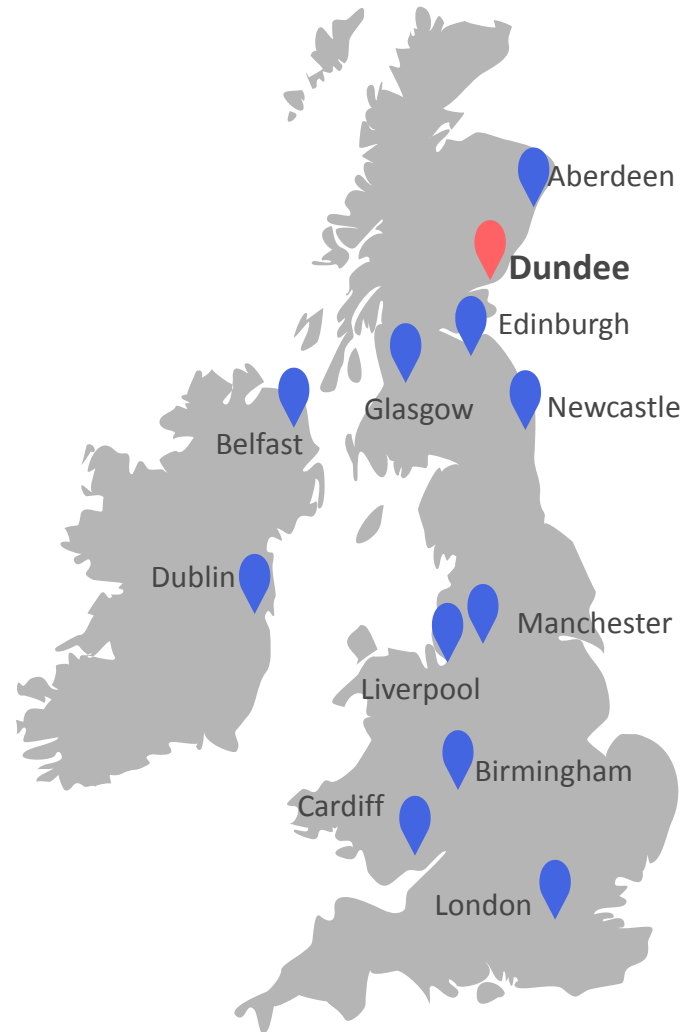 Aberdeen
Dundee
Edinburgh
Glasgow
Newcastle
Belfast
Dublin
Manchester
Liverpool
Birmingham
Cardiff
London